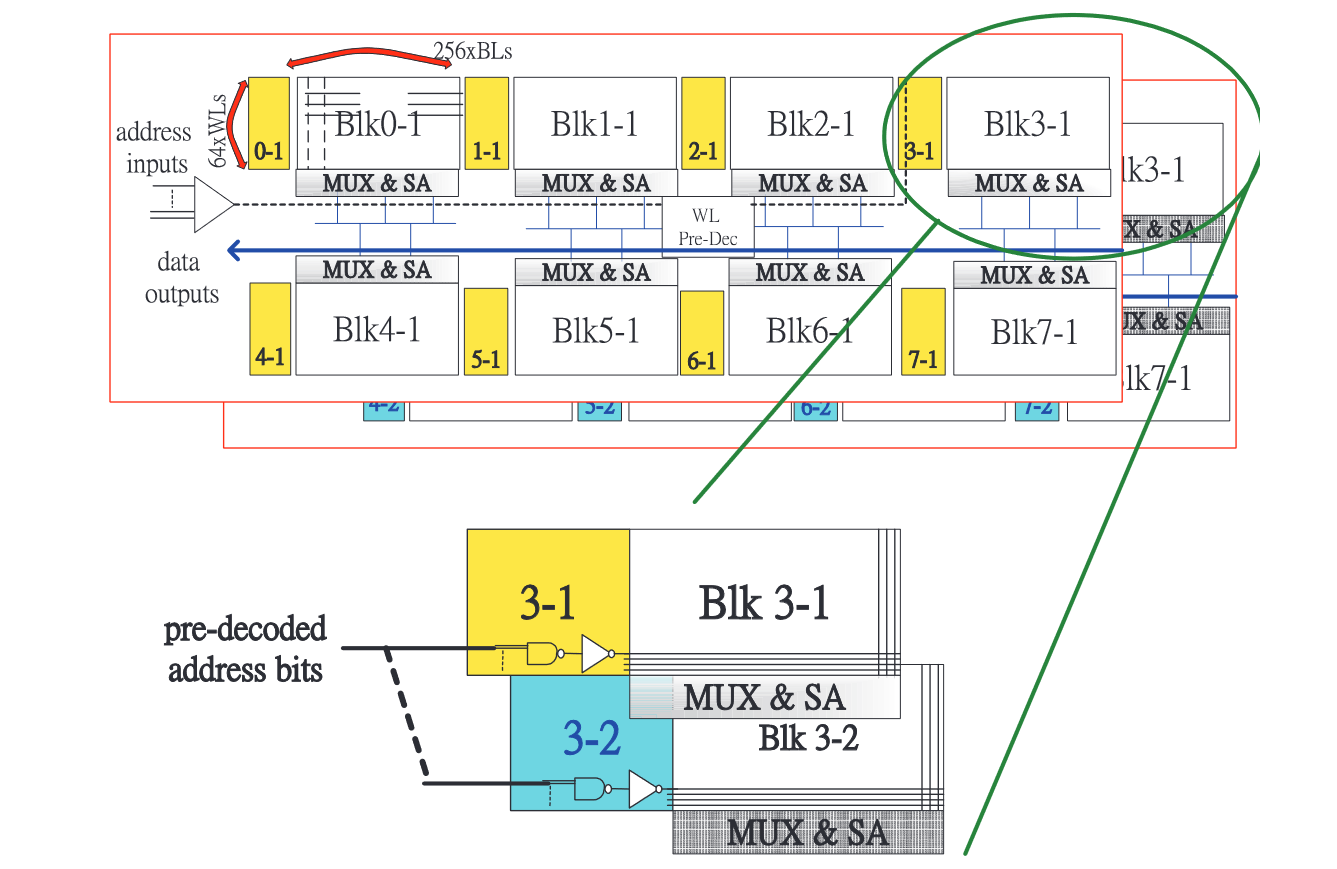 256xBLs
64xWLs
address
inputs
0-1
Blk0-1
1-1
Blk1-1
2-1
Blk2-1
3-1
Blk3-1
lk3-1
MUX & SA
MUX & SA
MUX & SA
MUX & SA
X & SA
WL
Pre-Dec
data
outputs
MUX & SA
MUX & SA
MUX & SA
MUX & SA
UX & SA
4-1
Blk4-1
5-1
Blk5-1
6-1
Blk6-1
7-1
Blk7-1
lk7-1
4-2
5-2
6-2
7-2
3-1
Blk 3-1
pre-decoded
address bits
MUX & SA
3-2
Blk 3-2
MUX & SA